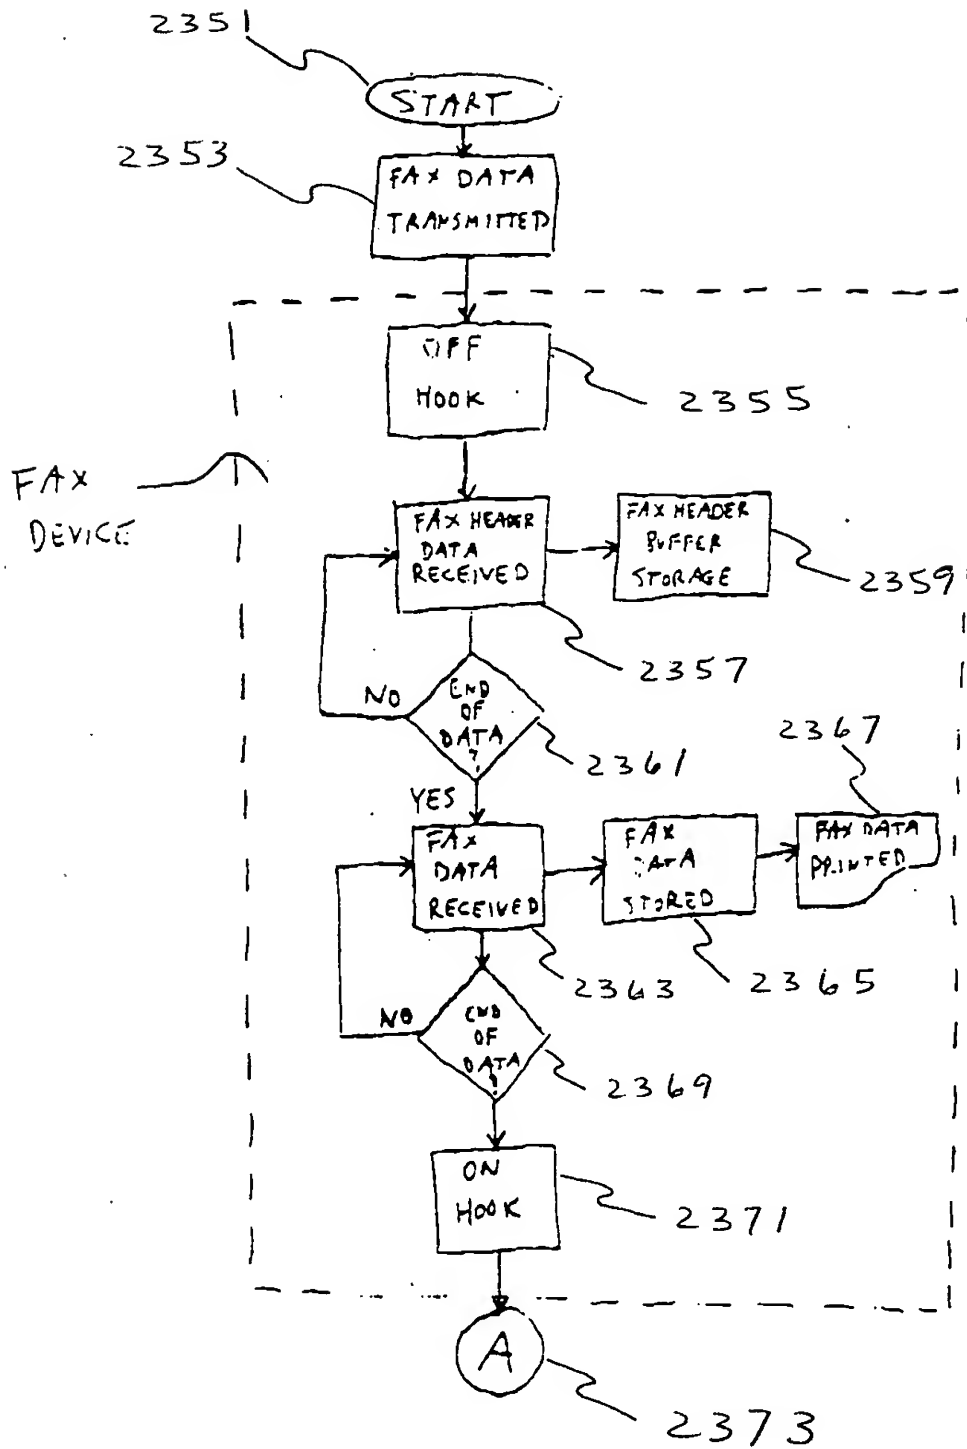 2351
START
2353
FAX DATA
TRANSMITTED
OFF
HOOK
2355
FAX
DEVICE
FAX HEADER
DATA
RECEIVED
FAX HEADER
BUFFER
STORAGE
2359
2357
NO
END
OF
DATA
?
2361
2367
YES
FAX
DATA
RECEIVED
FAX
DATA
STORED
FAX DATA
PRINTED
2363
2365
NO
END
OF
DATA
?
2369
ON
HOOK
2371
A
2373